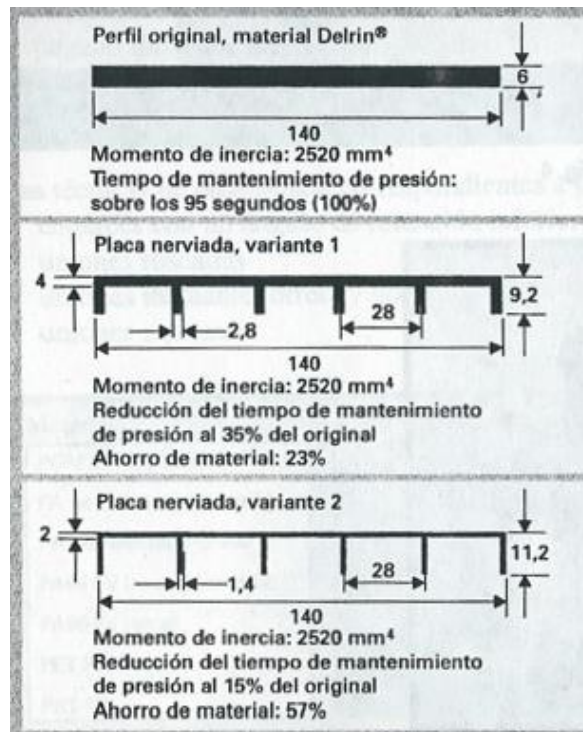 Perfil original, material Delrin®
6
140
Momento de inercia: 2520 mm⁴
Tiempo de mantenimiento de presión:
sobre los 95 segundos (100%)
Placa nerviada, variante 1
4
9,2
2,8
28
140
Momento de inercia: 2520 mm⁴
Reducción del tiempo de mantenimiento
de presión al 35% del original
Ahorro de material: 23%
Placa nerviada, variante 2
2
11,2
1,4
28
140
Momento de inercia: 2520 mm⁴
Reducción del tiempo de mantenimiento
de presión al 15% del original
Ahorro de material: 57%